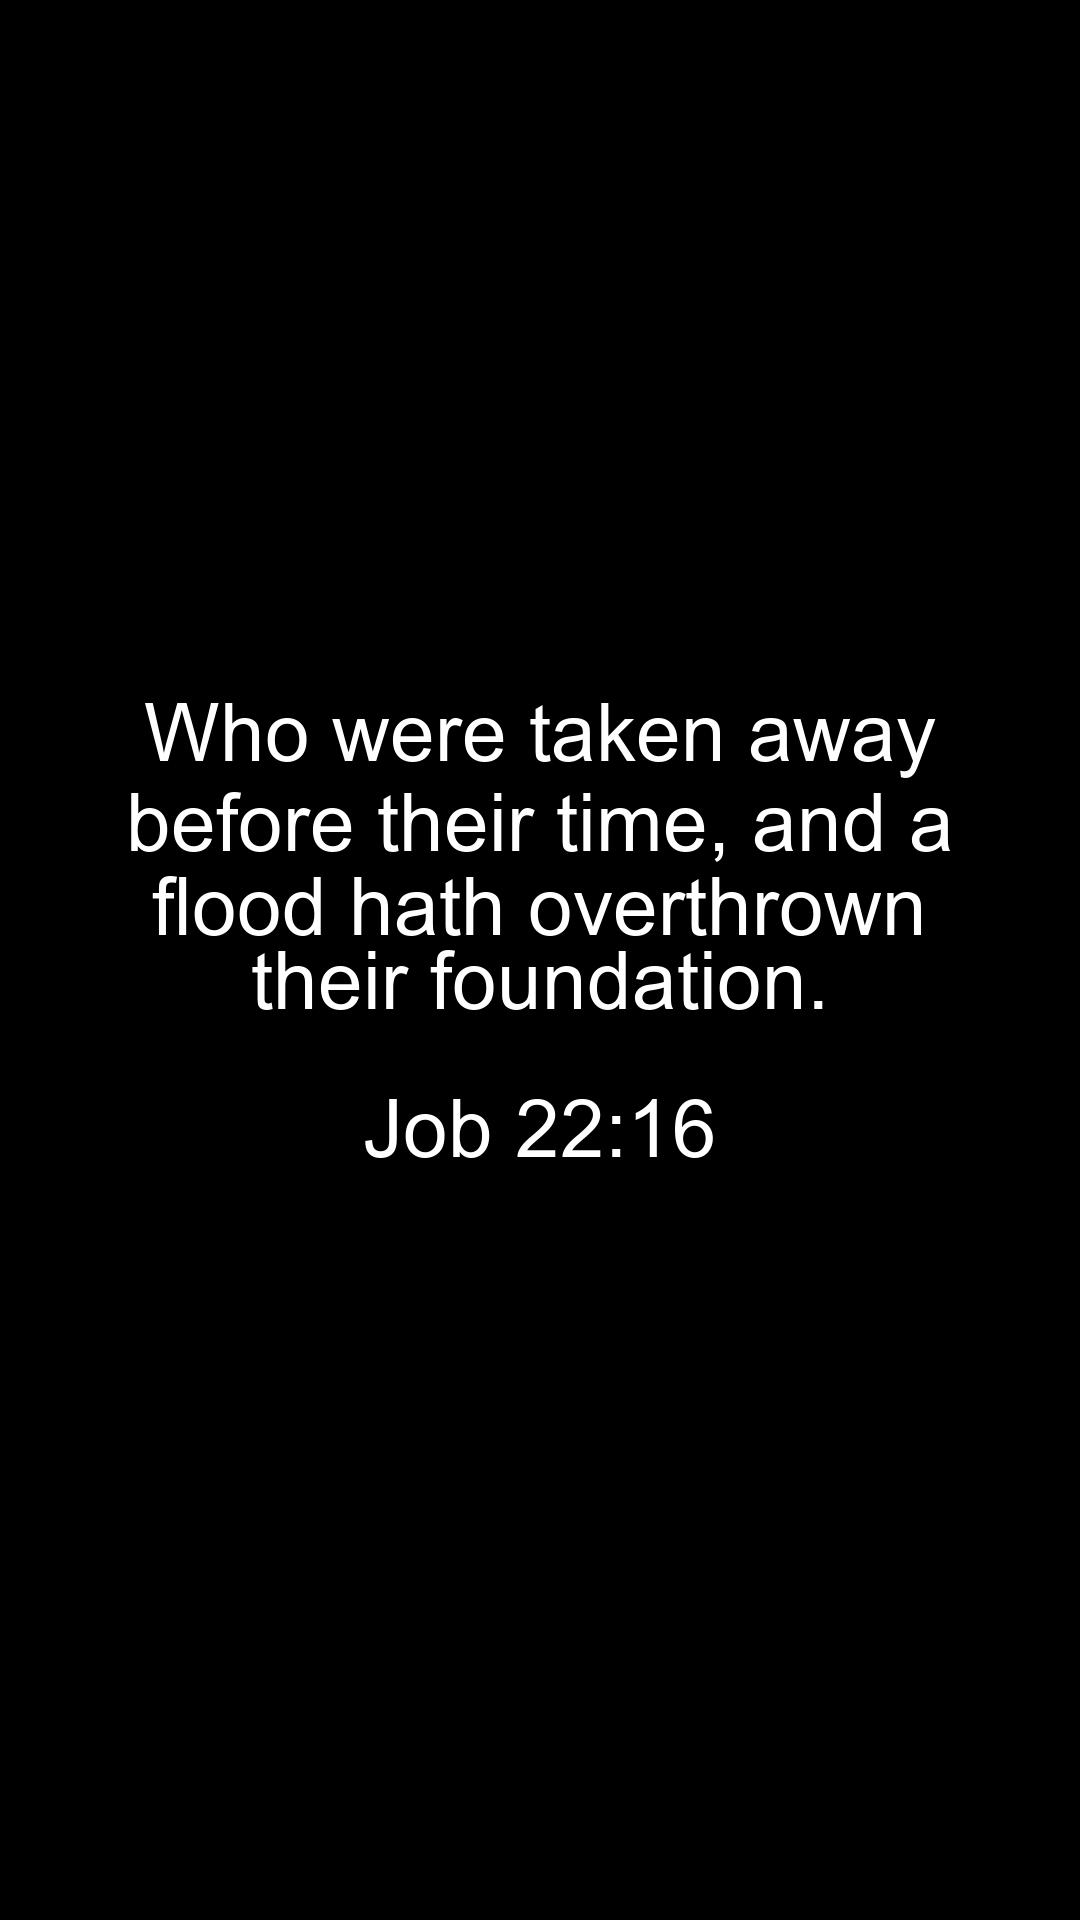 Who were taken away
before their time, and a
flood hath overthrown
their foundation.
Job 22:16